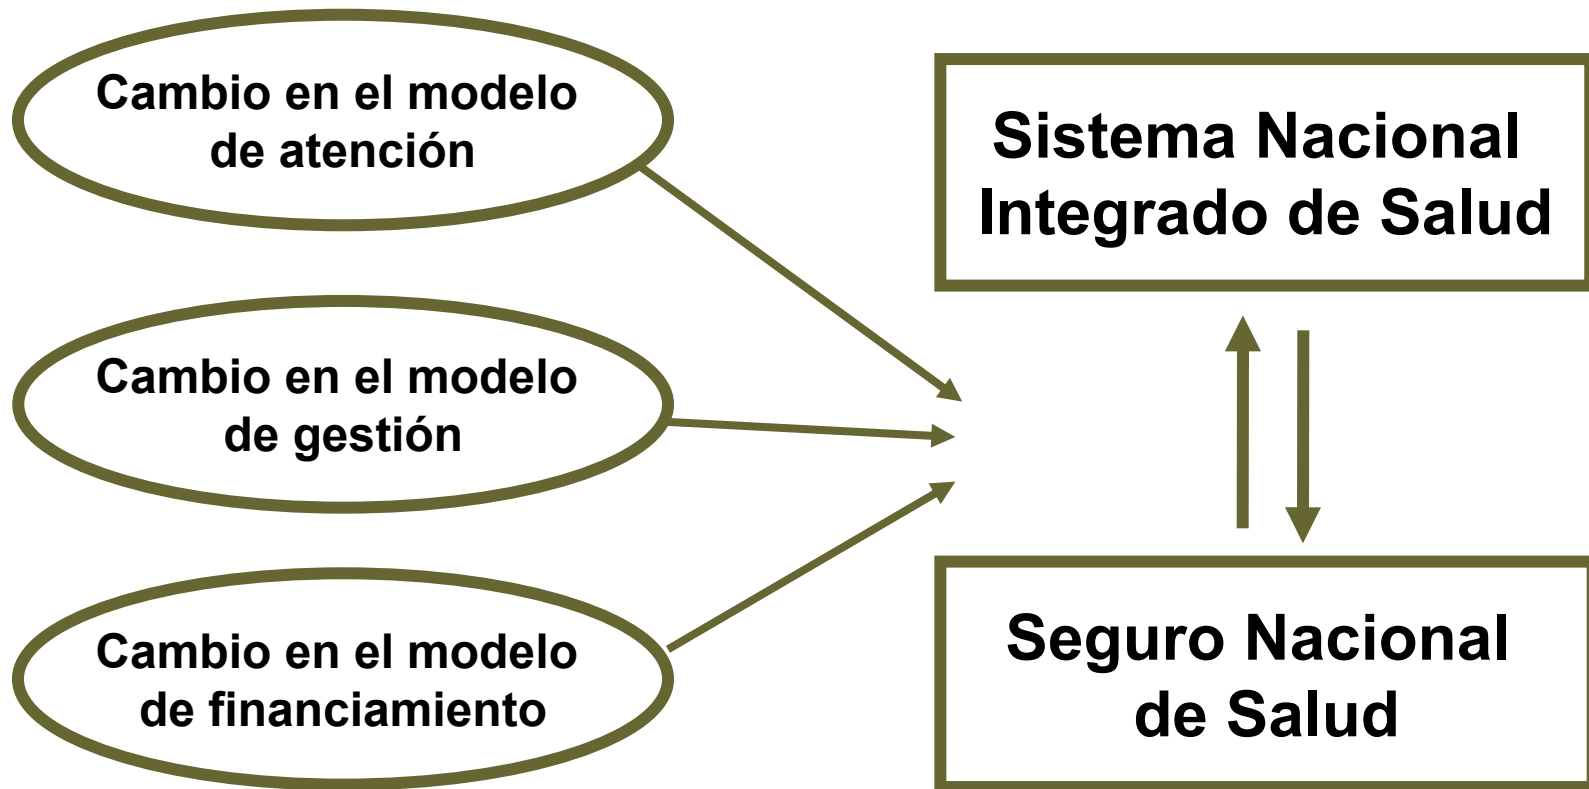 Cambio en el modelo
de atención
Cambio en el modelo
de gestión
Cambio en el modelo
de financiamiento
Sistema Nacional
Integrado de Salud
Seguro Nacional
de Salud